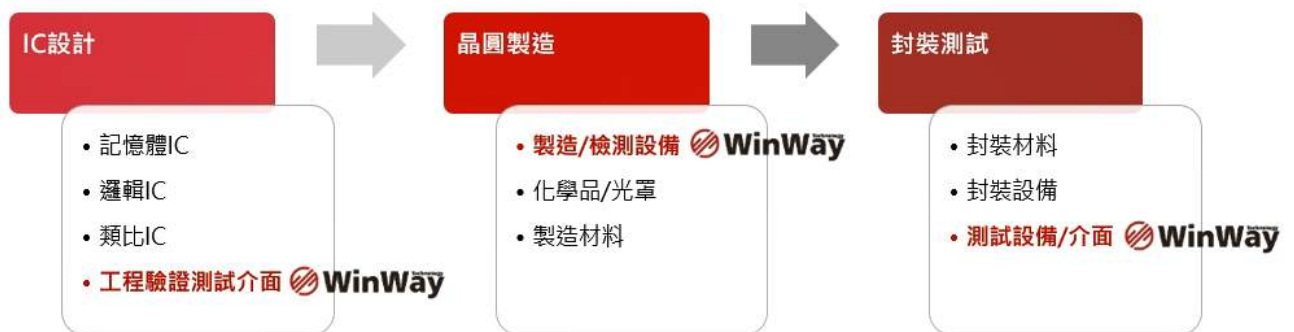 IC設計
• 記憶體IC
• 邏輯IC
• 類比IC
• 工程驗證測試介面 WinWay Technology
晶圓製造
• 製造/檢測設備 WinWay Technology
• 化學品/光罩
• 製造材料
封裝測試
• 封裝材料
• 封裝設備
• 測試設備/介面 WinWay Technology